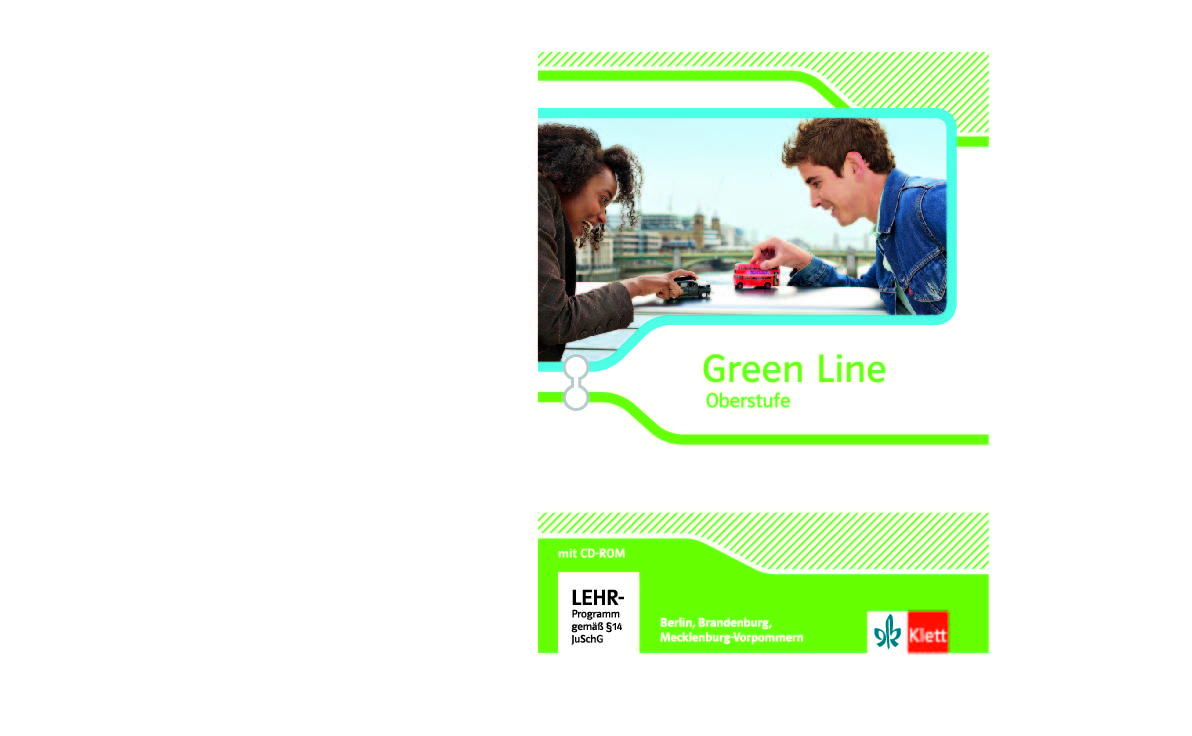 Green Line
Oberstufe
mit CD-ROM
LEHR-
Programm
gemäß §14
JuSchG
Berlin, Brandenburg,
Mecklenburg-Vorpommern
Klett